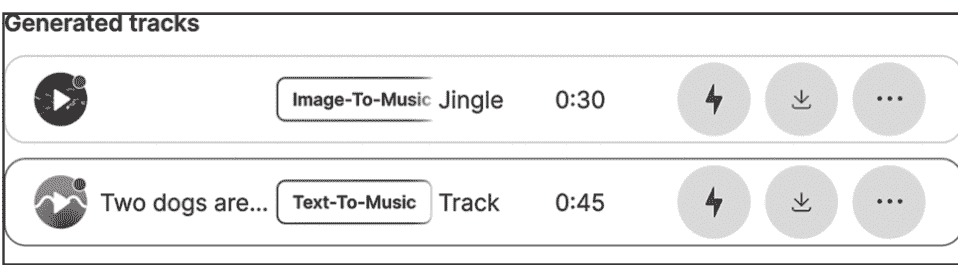 Generated tracks
Image-To-Music Jingle 0:30
Two dogs are... Text-To-Music Track 0:45